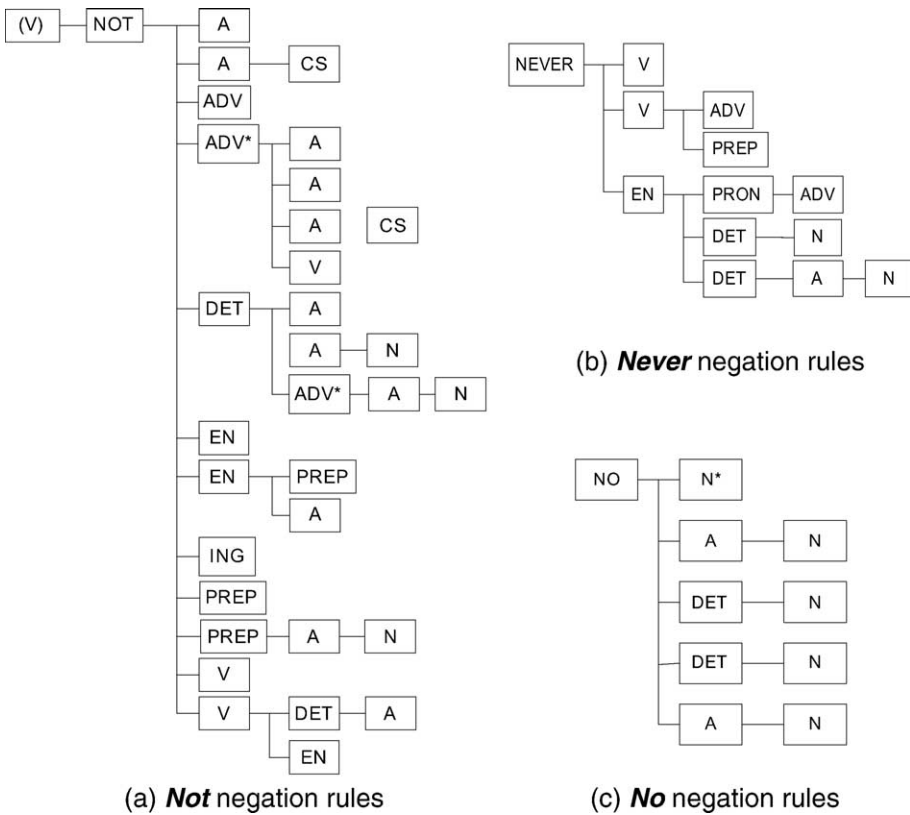 (V) NOT A
A CS
ADV
ADV* A
A
A CS
V
DET A
A N
ADV* A N
EN
EN PREP
A
ING
PREP
PREP A N
V
V DET A
EN
(a) Not negation rules
NEVER V
V ADV
PREP
EN PRON ADV
DET N
DET A N
(b) Never negation rules
NO N*
A N
DET N
DET N
A N
(c) No negation rules